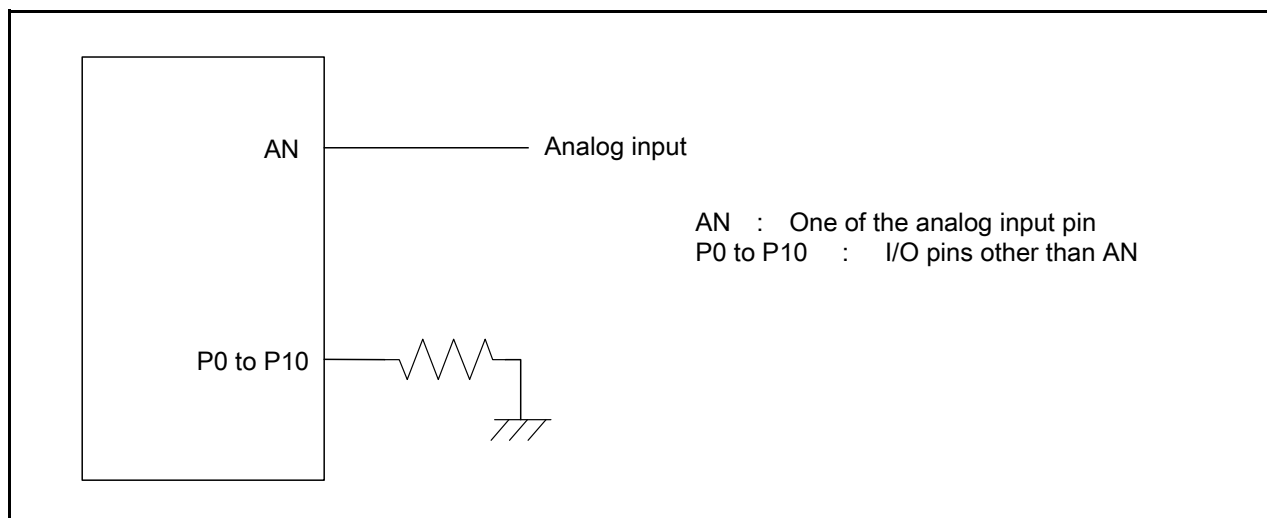 AN
Analog input
AN : One of the analog input pin
P0 to P10 : I/O pins other than AN
P0 to P10